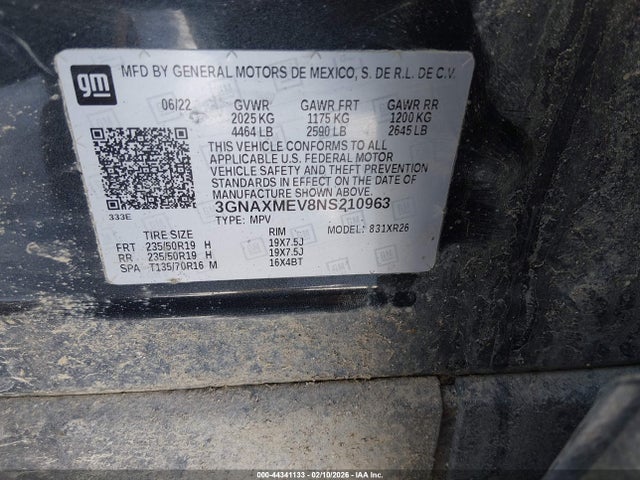 gm
MFD BY GENERAL MOTORS DE MEXICO, S. DE R.L. DE C.V.
06/22 GVWR GAWR FRT GAWR RR
2025 KG 1175 KG 1200 KG
4464 LB 2590 LB 2645 LB
THIS VEHICLE CONFORMS TO ALL
APPLICABLE U.S. FEDERAL MOTOR
VEHICLE SAFETY AND THEFT PREVENTION
STANDARDS IN EFFECT ON THE DATE OF
MANUFACTURE SHOWN ABOVE.
333E
3GNAXMEV8NS210963
TYPE: MPV MODEL: 831XR26
TIRE SIZE RIM
FRT 235/50R19 H 19X7.5J
RR 235/50R19 H 19X7.5J
SPA T135/70R16 M 16X4BT
000-44341133 - 02/10/2026 - IAAC